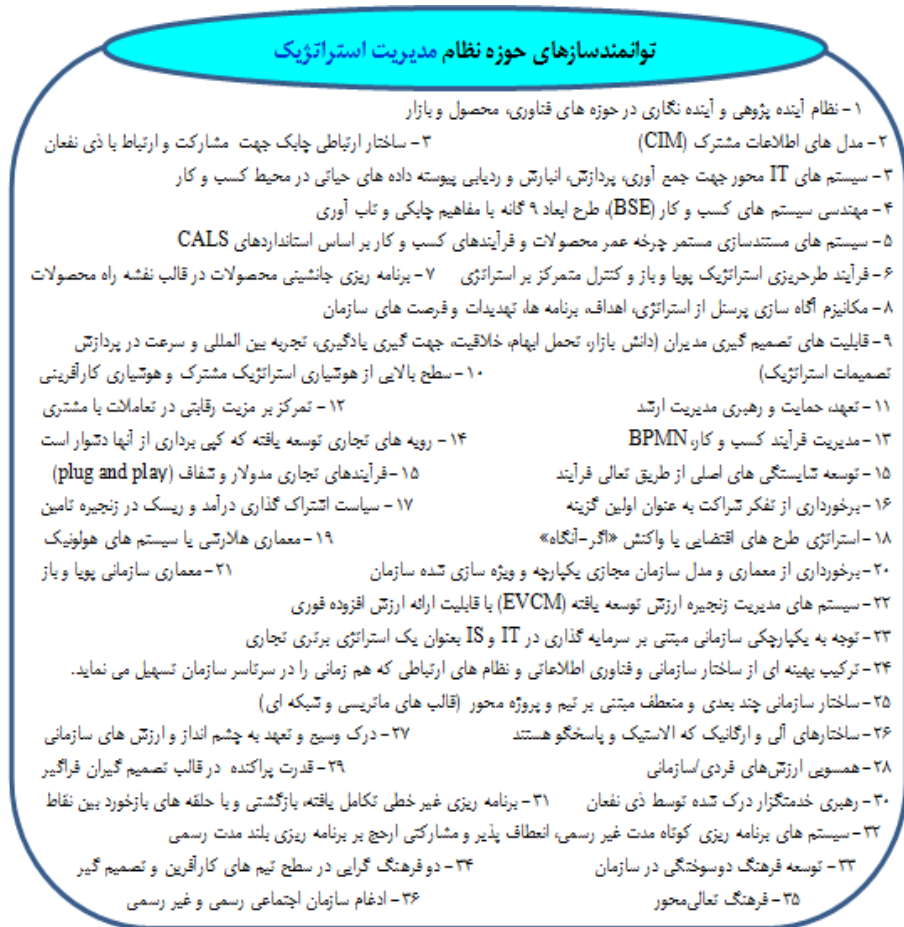 توانمندسازهای حوزه نظام مدیریت استراتژیک
۱- نظام آینده پژوهی و آینده نگاری در حوزه های فناوری، محصول و بازار
۲- مدل های اطلاعات مشترک (CIM) ۳- ساختار ارتباطی چابک جهت مشارکت و ارتباط با ذی نفعان
۳- سیستم های IT محور جهت جمع آوری، پردازش، انبارش و ردیابی پیوسته داده های حیاتی در محیط کسب و کار
۴- مهندسی سیستم های کسب و کار (BSE)، طرح ابعاد ۹ گانه با مفاهیم چابکی و تاب آوری
۵- سیستم های مستندسازی مستمر چرخه عمر محصولات و فرآیندهای کسب و کار بر اساس استانداردهای CALS
۶- فرآیند طرحریزی استراتژیک پویا و باز و کنترل متمرکز بر استراتژی ۷- برنامه ریزی جانشینی محصولات در قالب نقشه راه محصولات
۸- مکانیزم آگاه سازی پرسنل از استراتژی، اهداف، برنامه ها، تهدیدات و فرصت های سازمان
۹- قابلیت های تصمیم گیری مدیران (دانش بازار، تحمل ابهام، خلاقیت، جهت گیری یادگیری، تجربه بین المللی و سرعت در پردازش
تصمیمات استراتژیک) ۱۰- سطح بالایی از هوشیاری استراتژیک مشترک و هوشیاری کارآفرینی
۱۱- تعهد، حمایت و رهبری مدیریت ارشد ۱۲- تمرکز بر مزیت رقابتی در تعاملات با مشتری
۱۳- مدیریت فرآیند کسب و کار، BPMN ۱۴- رویه های تجاری توسعه یافته که کپی برداری از آنها دشوار است
۱۵- توسعه شایستگی های اصلی از طریق تعالی فرآیند ۱۵- فرآیندهای تجاری مدولار و شفاف (plug and play)
۱۶- برخورداری از تفکر شراکت به عنوان اولین گزینه ۱۷- سیاست اشتراک گذاری درآمد و ریسک در زنجیره تامین
۱۸- استراتژی طرح های اقتضایی یا واکنش «اگر-آنگاه» ۱۹- معماری هلارشی یا سیستم های هولونیک
۲۰- برخورداری از معماری و مدل سازمان مجازی یکپارچه و ویژه سازی شده سازمان ۲۱- معماری سازمانی پویا و باز
۲۲- سیستم های مدیریت زنجیره ارزش توسعه یافته (EVCM) با قابلیت ارائه ارزش افزوده فوری
۲۳- توجه به یکپارچکی سازمانی مبتنی بر سرمایه گذاری در IT و IS بعنوان یک استراتژی برتری تجاری
۲۴- ترکیب بهینه ای از ساختار سازمانی و فناوری اطلاعاتی و نظام های ارتباطی که هم زمانی را در سرتاسر سازمان تسهیل می نماید.
۲۵- ساختار سازمانی چند بعدی و منعطف مبتنی بر تیم و پروژه محور (قالب های ماتریسی و شبکه ای)
۲۶- ساختارهای آلی و ارگانیک که الاستیک و پاسخگو هستند ۲۷- درک وسیع و تعهد به چشم انداز و ارزش های سازمانی
۲۸- همسویی ارزش‌های فردی/سازمانی ۲۹- قدرت پراکنده در قالب تصمیم گیران فراگیر
۳۰- رهبری خدمتگزار درک شده توسط ذی نفعان ۳۱- برنامه ریزی غیر خطی تکامل یافته، بازگشتی و با حلقه های بازخورد بین نقاط
۳۲- سیستم های برنامه ریزی کوتاه مدت غیر رسمی، انعطاف پذیر و مشارکتی ارجح بر برنامه ریزی بلند مدت رسمی
۳۳- توسعه فرهنگ دوسوختگی در سازمان ۳۴- دو فرهنگ گرایی در سطح تیم های کارآفرین و تصمیم گیر
۳۵- فرهنگ تعالی‌محور ۳۶- ادغام سازمان اجتماعی رسمی و غیر رسمی